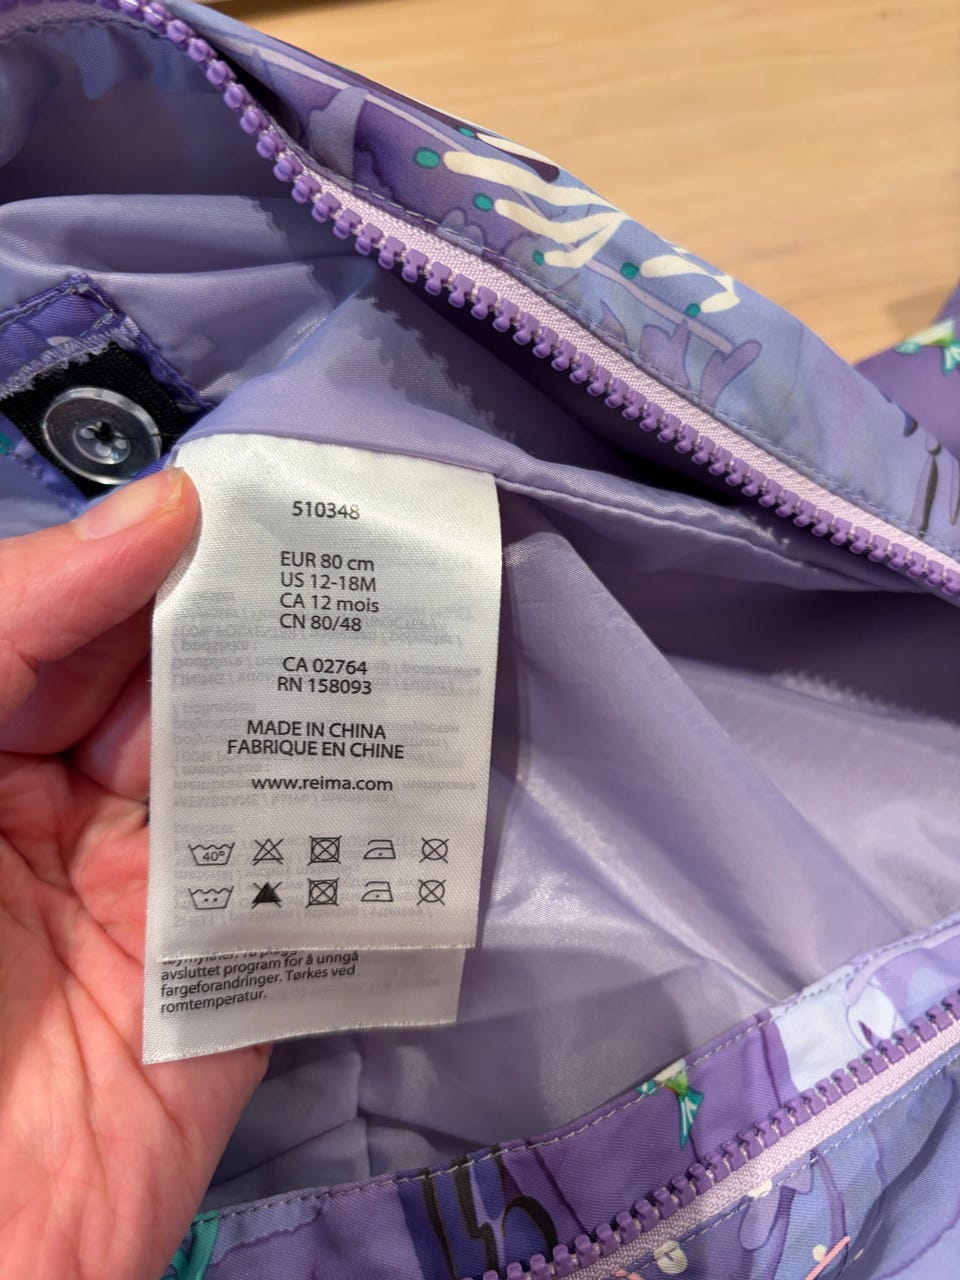 510348
EUR 80 cm
US 12-18M
CA 12 mois
CN 80/48
CA 02764
RN 158093
MADE IN CHINA
FABRIQUE EN CHINE
www.reima.com
40°
avsluttet program for å unngå
fargeforandringer. Tørkes ved
romtemperatur.